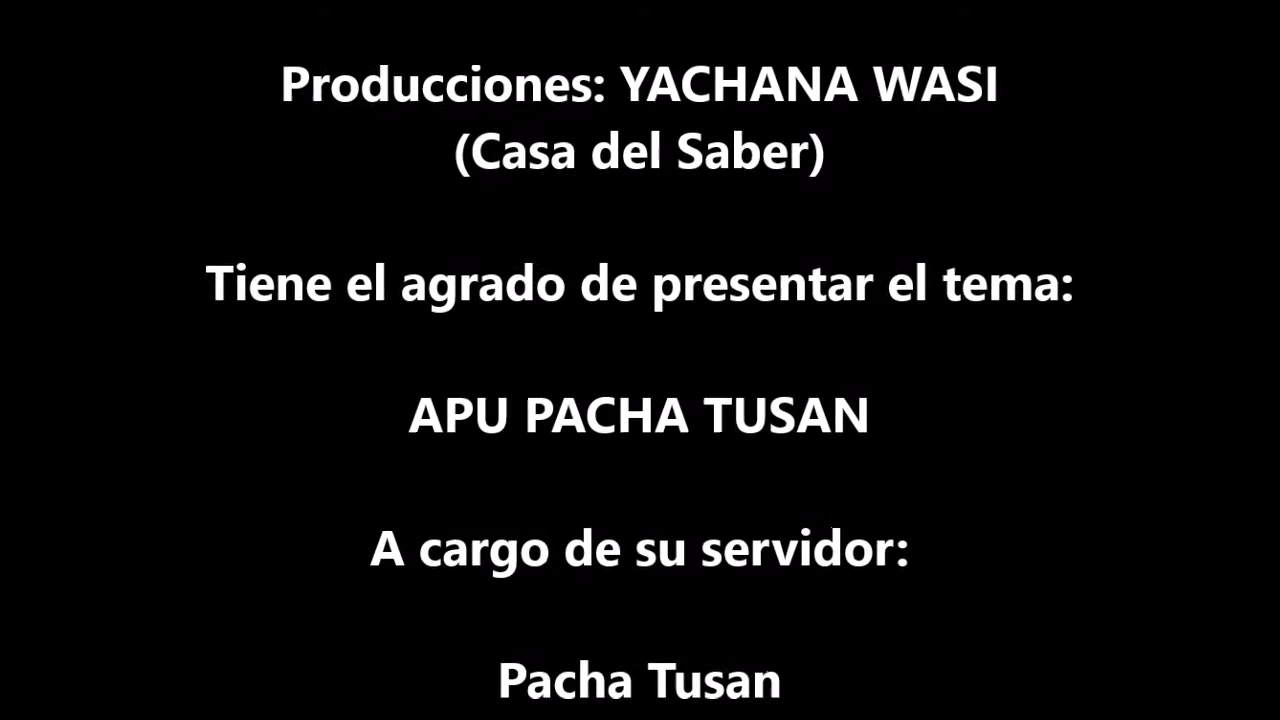 Producciones: YACHANA WASI
(Casa del Saber)
Tiene el agrado de presentar el tema:
APU PACHA TUSAN
A cargo de su servidor:
Pacha Tusan